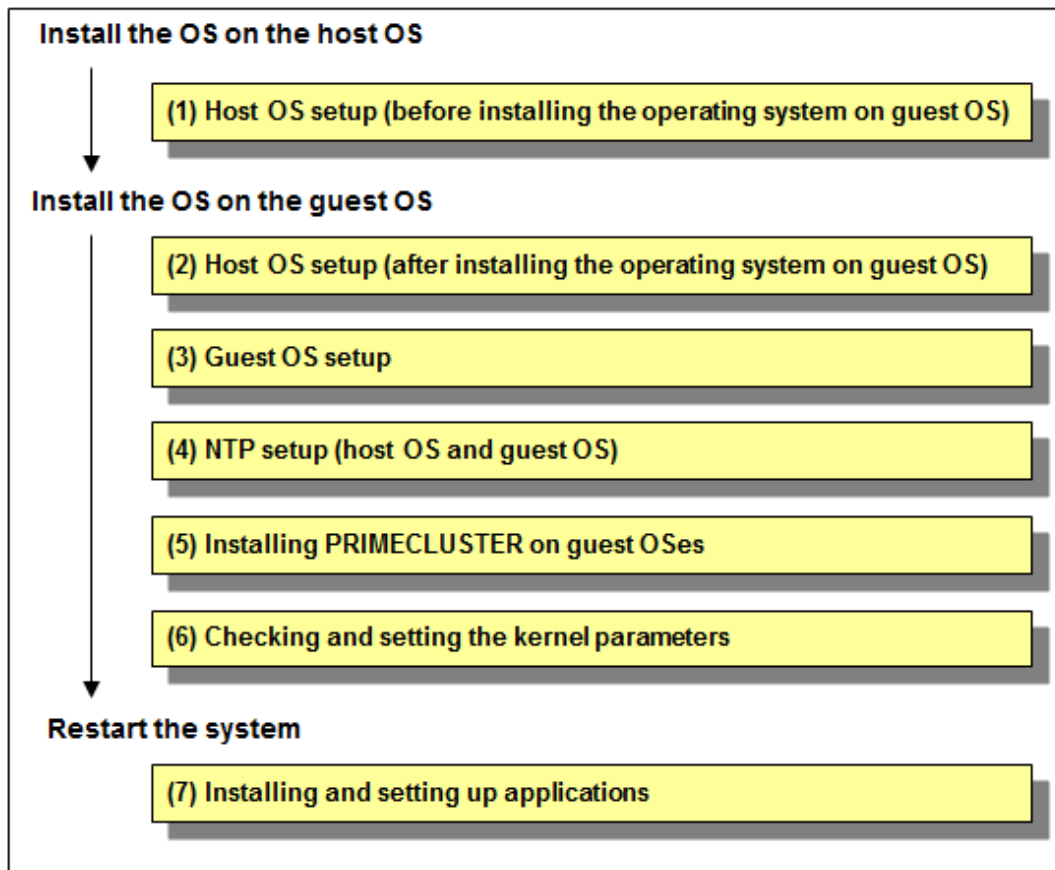 Install the OS on the host OS
(1) Host OS setup (before installing the operating system on guest OS)
Install the OS on the guest OS
(2) Host OS setup (after installing the operating system on guest OS)
(3) Guest OS setup
(4) NTP setup (host OS and guest OS)
(5) Installing PRIMECLUSTER on guest OSes
(6) Checking and setting the kernel parameters
Restart the system
(7) Installing and setting up applications